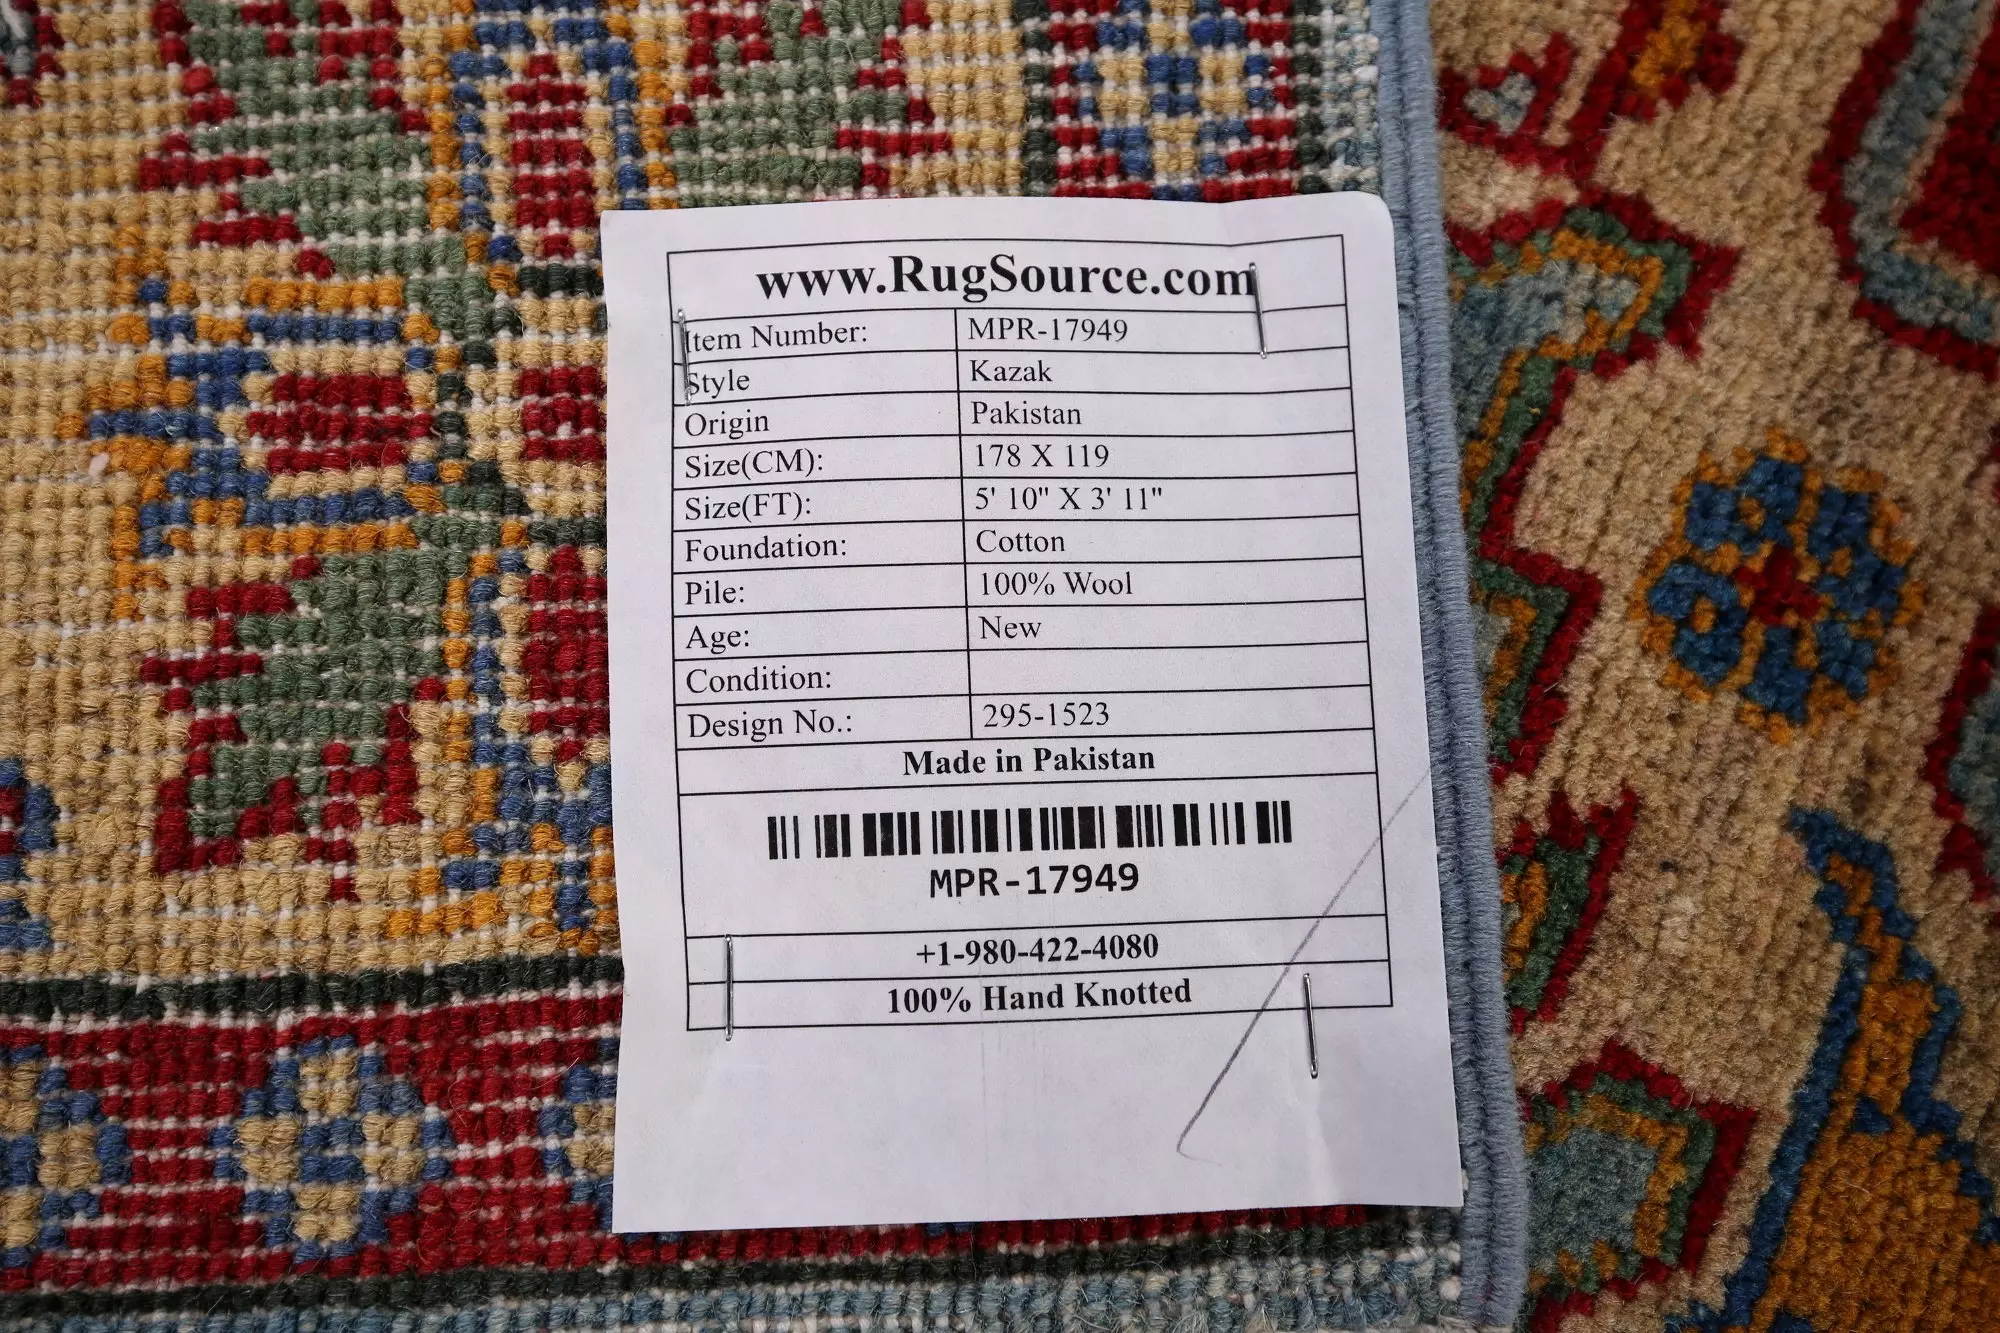 www.RugSource.com
Item Number: MPR-17949
Style Kazak
Origin Pakistan
Size(CM): 178 X 119
Size(FT): 5' 10" X 3' 11"
Foundation: Cotton
Pile: 100% Wool
Age: New
Condition:
Design No.: 295-1523
Made in Pakistan
MPR-17949
+1-980-422-4080
100% Hand Knotted